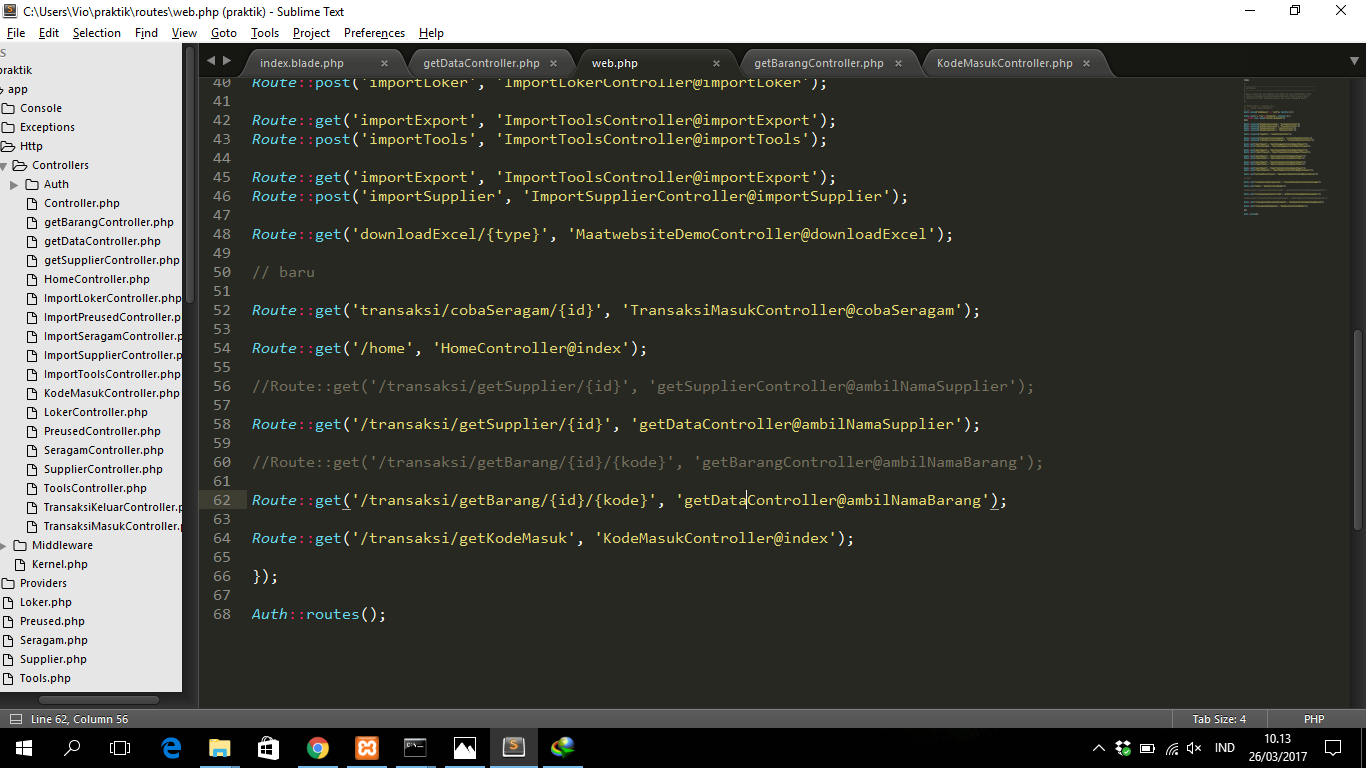 C:\Users\Vio\praktik\routes\web.php (praktik) - Sublime Text
File Edit Selection Find View Goto Tools Project Preferences Help
S
praktik
app
Console
Exceptions
Http
Controllers
Auth
Controller.php
getBarangController.php
getDataController.php
getSupplierController.php
HomeController.php
ImportLokerController.php
ImportPreusedController.p
ImportSeragamController.p
ImportSupplierController.p
ImportToolsController.php
KodeMasukController.php
LokerController.php
PreusedController.php
SeragamController.php
SupplierController.php
ToolsController.php
TransaksiKeluarController.p
TransaksiMasukController.
Middleware
Kernel.php
Providers
Loker.php
Preused.php
Seragam.php
Supplier.php
Tools.php
index.blade.php × getDataController.php × web.php × getBarangController.php × KodeMasukController.php ×
40 Route::post('importLoker', 'ImportLokerController@importLoker');
41
42 Route::get('importExport', 'ImportToolsController@importExport');
43 Route::post('importTools', 'ImportToolsController@importTools');
44
45 Route::get('importExport', 'ImportToolsController@importExport');
46 Route::post('importSupplier', 'ImportSupplierController@importSupplier');
47
48 Route::get('downloadExcel/{type}', 'MaatwebsiteDemoController@downloadExcel');
49
50 // baru
51
52 Route::get('transaksi/cobaSeragam/{id}', 'TransaksiMasukController@cobaSeragam');
53
54 Route::get('/home', 'HomeController@index');
55
56 //Route::get('/transaksi/getSupplier/{id}', 'getSupplierController@ambilNamaSupplier');
57
58 Route::get('/transaksi/getSupplier/{id}', 'getDataController@ambilNamaSupplier');
59
60 //Route::get('/transaksi/getBarang/{id}/{kode}', 'getBarangController@ambilNamaBarang');
61
62 Route::get('/transaksi/getBarang/{id}/{kode}', 'getDataController@ambilNamaBarang');
63
64 Route::get('/transaksi/getKodeMasuk', 'KodeMasukController@index');
65
66 });
67
68 Auth::routes();
Line 62, Column 56 Tab Size: 4 PHP
IND 10.13
26/03/2017